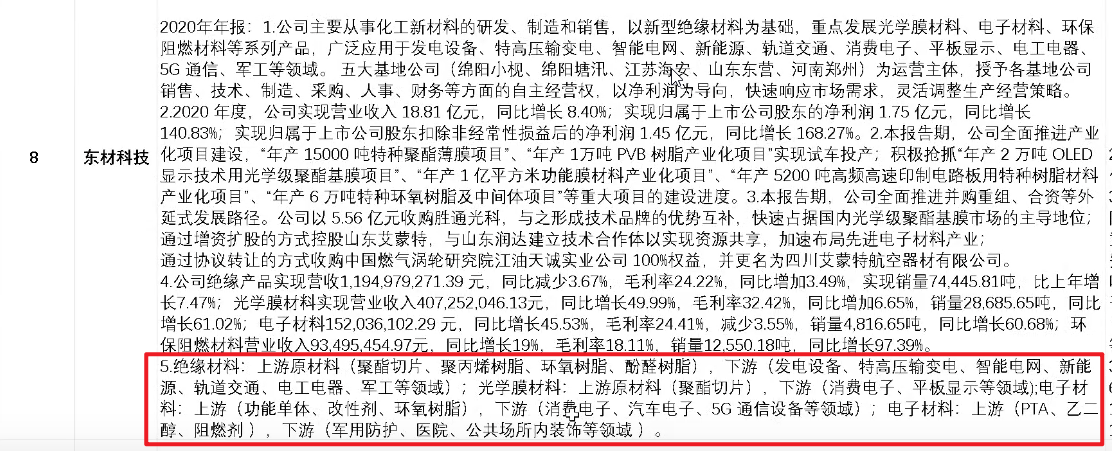 2020年年报：1.公司主要从事化工新材料的研发、制造和销售，以新型绝缘材料为基础，重点发展光学膜材料、电子材料、环保
阻燃材料等系列产品，广泛应用于发电设备、特高压输变电、智能电网、新能源、轨道交通、消费电子、平板显示、电工电器、
5G 通信、军工等领域。 五大基地公司（绵阳小枧、绵阳塘汛、江苏海安、山东东营、河南郑州）为运营主体，授予各基地公司
销售、技术、制造、采购、人事、财务等方面的自主经营权，以净利润为导向，快速响应市场需求，灵活调整生产经营策略。
2.2020 年度，公司实现营业收入 18.81 亿元，同比增长 8.40%；实现归属于上市公司股东的净利润 1.75 亿元，同比增长
140.83%；实现归属于上市公司股东扣除非经常性损益后的净利润 1.45 亿元，同比增长 168.27%。2.本报告期，公司全面推进产业
8 东材科技 化项目建设，“年产 15000 吨特种聚酯薄膜项目”、“年产 1万吨 PVB 树脂产业化项目”实现试车投产；积极抢抓“年产 2 万吨 OLED
显示技术用光学级聚酯基膜项目”、“年产 1 亿平方米功能膜材料产业化项目”、“年产 5200 吨高频高速印制电路板用特种树脂材料
产业化项目”、“年产 6 万吨特种环氧树脂及中间体项目”等重大项目的建设进度。3.本报告期，公司全面推进并购重组、合资等外
延式发展路径。公司以 5.56 亿元收购胜通光科，与之形成技术品牌的优势互补，快速占据国内光学级聚酯基膜市场的主导地位；
通过增资扩股的方式控股山东艾蒙特，与山东润达建立技术合作体以实现资源共享，加速布局先进电子材料产业；
通过协议转让的方式收购中国燃气涡轮研究院江油天诚实业公司 100%权益，并更名为四川艾蒙特航空器材有限公司。
4.公司绝缘产品实现营收1,194,979,271.39 元，同比减少3.67%，毛利率24.22%，同比增加3.49%，实现销量74,445.81吨，比上年增
长7.47%；光学膜材料实现营业收入407,252,046.13元，同比增长49.99%，毛利率32.42%，同比增加6.65%，销量28,685.65吨，同比
增长61.02%；电子材料152,036,102.29 元，同比增长45.53%，毛利率24.41%，减少3.55%，销量4,816.65吨，同比增长60.68%；环
保阻燃材料营业收入93,495,454.97元，同比增长19%，毛利率18.11%，销量12,550.18吨，同比增长97.39%。
5.绝缘材料：上游原材料（聚酯切片、聚丙烯树脂、环氧树脂、酚醛树脂），下游（发电设备、特高压输变电、智能电网、新能
源、轨道交通、电工电器、军工等领域）；光学膜材料：上游原材料（聚酯切片），下游（消费电子、平板显示等领域);电子材
料：上游（功能单体、改性剂、环氧树脂），下游（消费电子、汽车电子、5G 通信设备等领域）；电子材料：上游（PTA、乙二
醇、阻燃剂 ），下游（军用防护、医院、公共场所内装饰等领域 ）。